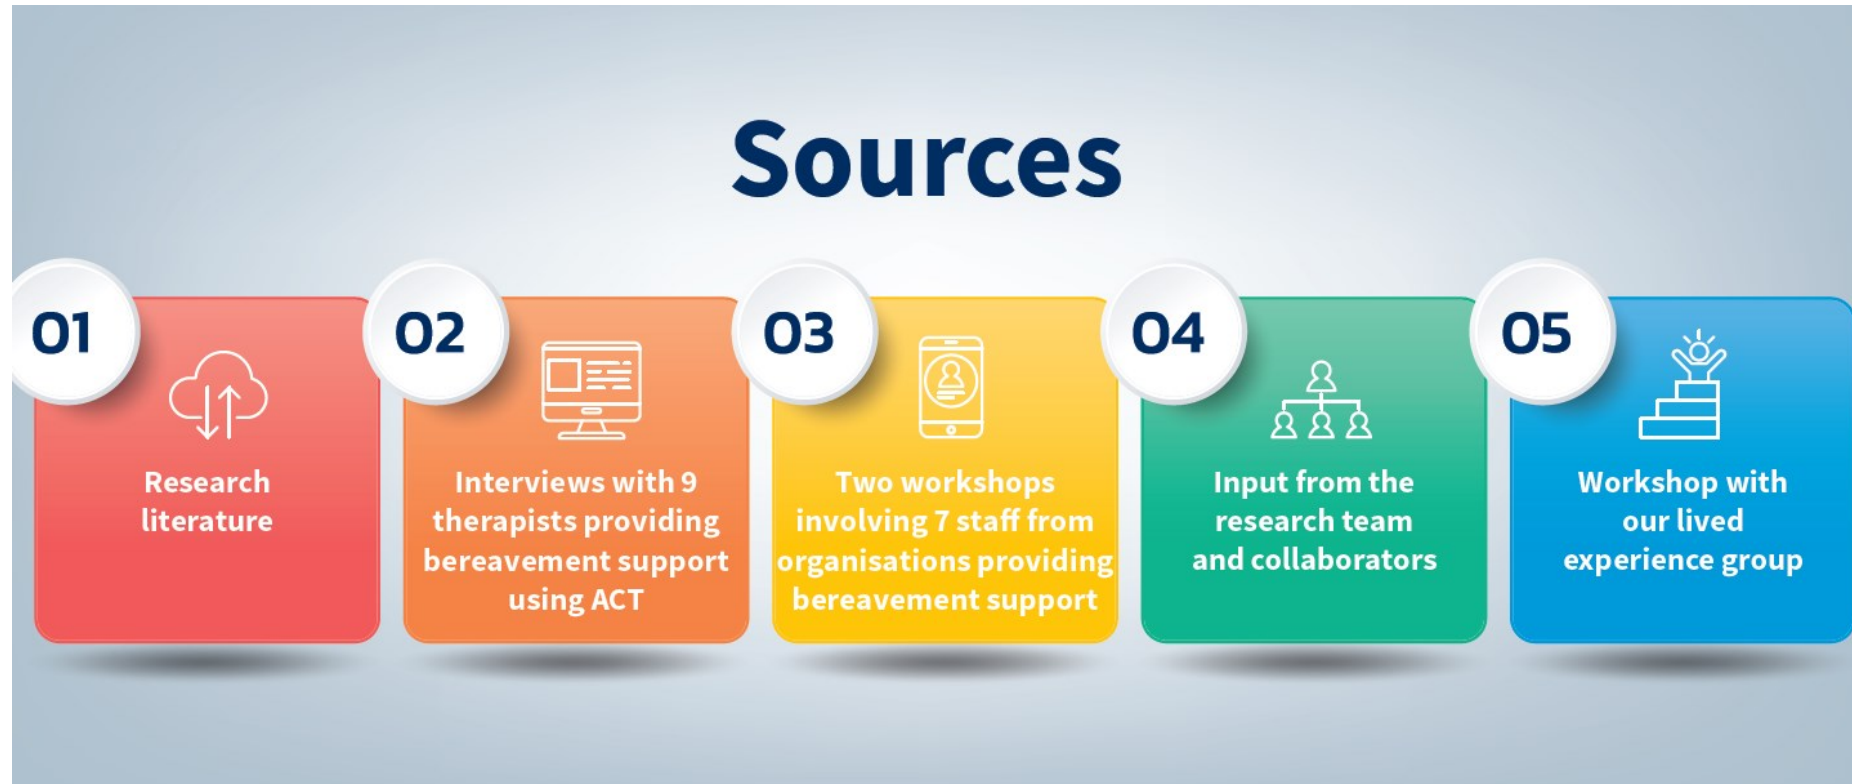 Sources
01
Research
literature
02
Interviews with 9
therapists providing
bereavement support
using ACT
03
Two workshops
involving 7 staff from
organisations providing
bereavement support
04
Input from the
research team
and collaborators
05
Workshop with
our lived
experience group